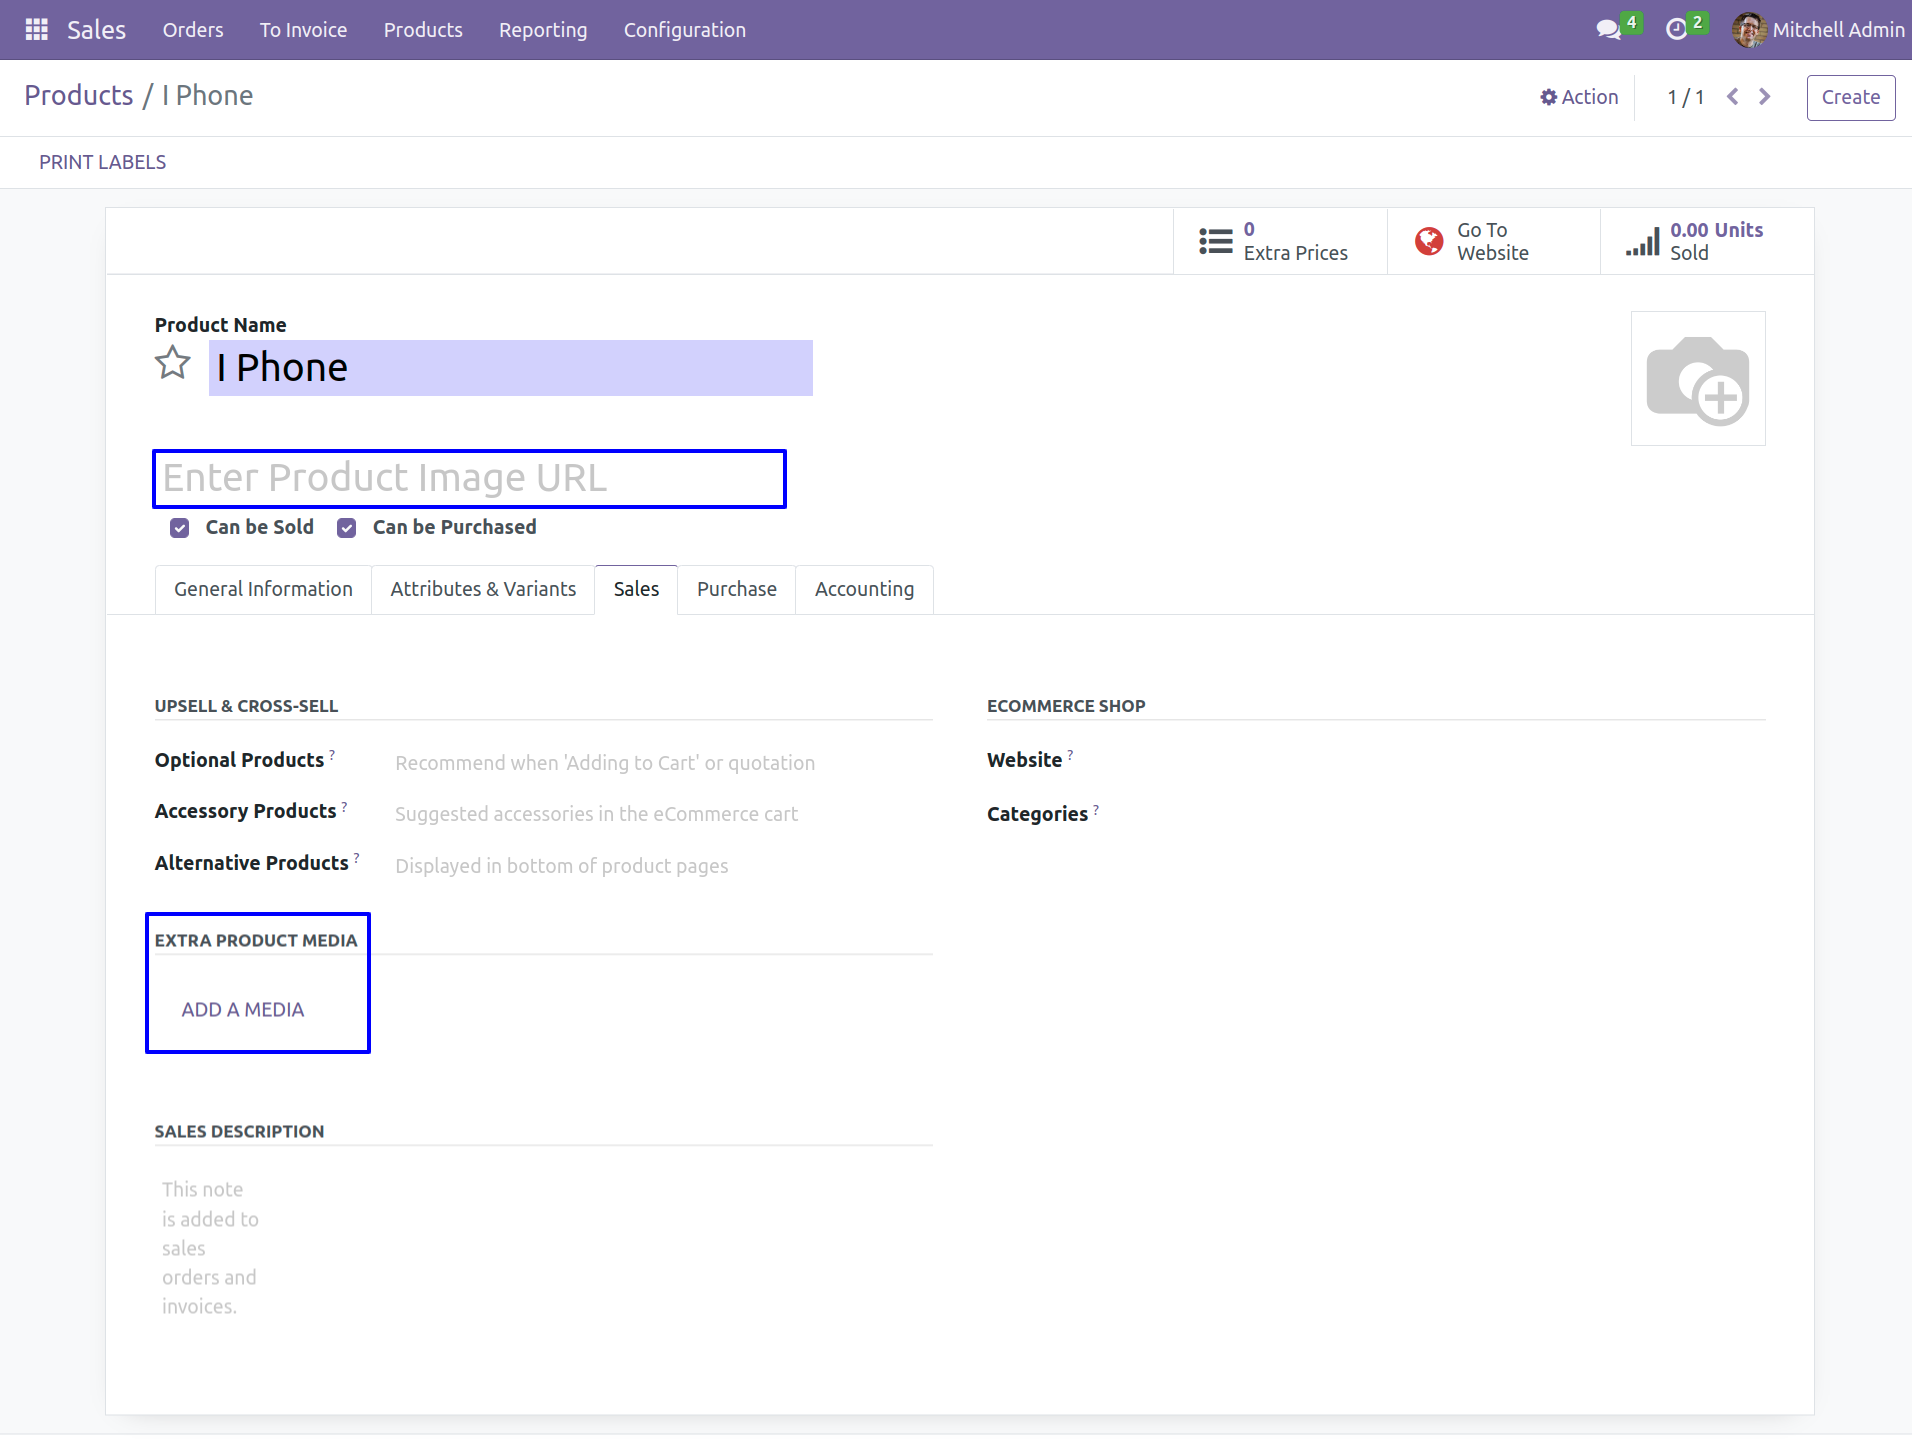 Sales Orders To Invoice Products Reporting Configuration 4 2 Mitchell Admin
Products / I Phone Action 1 / 1 Create
PRINT LABELS
0 Extra Prices
Go To Website
0.00 Units Sold
Product Name
I Phone
Enter Product Image URL
Can be Sold Can be Purchased
General Information Attributes & Variants Sales Purchase Accounting
UPSELL & CROSS-SELL
Optional Products ? Recommend when 'Adding to Cart' or quotation
Accessory Products ? Suggested accessories in the eCommerce cart
Alternative Products ? Displayed in bottom of product pages
ECOMMERCE SHOP
Website ?
Categories ?
EXTRA PRODUCT MEDIA
ADD A MEDIA
SALES DESCRIPTION
This note
is added to
sales
orders and
invoices.